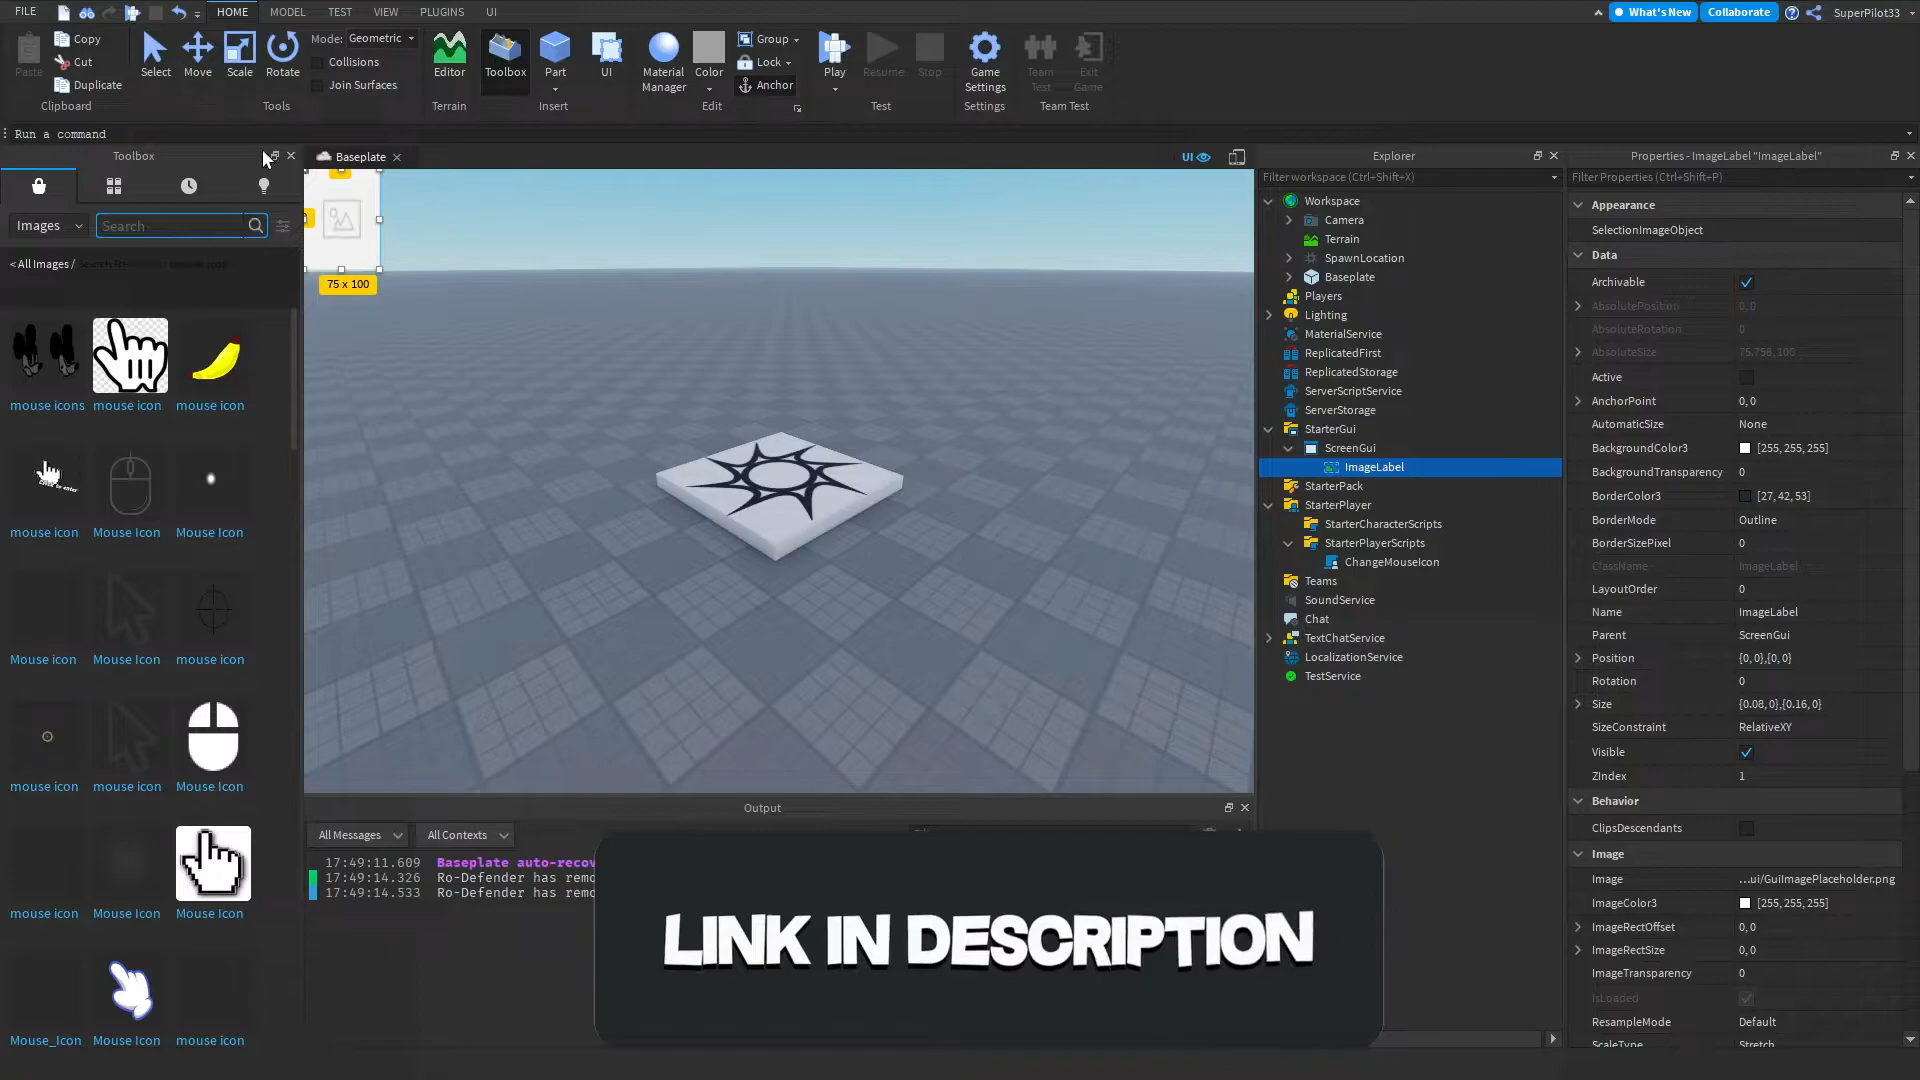 FILE
HOME
MODEL
TEST
VIEW
PLUGINS
UI
What's New
Collaborate
SuperPilot33
Paste
Copy
Cut
Duplicate
Clipboard
Select
Move
Scale
Rotate
Mode: Geometric
Collisions
Join Surfaces
Tools
Editor
Terrain
Toolbox
Part
UI
Insert
Material Manager
Color
Group
Lock
Anchor
Edit
Play
Resume
Stop
Test
Game Settings
Settings
Team Test
Exit Game
Team Test
Run a command
Toolbox
Images
Search
< All Images /
mouse icons
mouse icon
mouse icon
Click to enter
mouse icon
Mouse Icon
Mouse Icon
Mouse icon
Mouse Icon
mouse icon
mouse icon
mouse icon
Mouse Icon
mouse icon
Mouse Icon
Mouse Icon
Mouse_Icon
Mouse Icon
mouse icon
Baseplate
UI
75 x 100
Output
All Messages
All Contexts
17:49:11.609 Baseplate auto-recov
17:49:14.326 Ro-Defender has remo
17:49:14.533 Ro-Defender has remo
LINK IN DESCRIPTION
Explorer
Filter workspace (Ctrl+Shift+X)
Workspace
Camera
Terrain
SpawnLocation
Baseplate
Players
Lighting
MaterialService
ReplicatedFirst
ReplicatedStorage
ServerScriptService
ServerStorage
StarterGui
ScreenGui
ImageLabel
StarterPack
StarterPlayer
StarterCharacterScripts
StarterPlayerScripts
ChangeMouseIcon
Teams
SoundService
Chat
TextChatService
LocalizationService
TestService
Properties - ImageLabel "ImageLabel"
Filter Properties (Ctrl+Shift+P)
Appearance
SelectionImageObject
Data
Archivable
AbsolutePosition 0, 0
AbsoluteRotation 0
AbsoluteSize 75.758, 100
Active
AnchorPoint 0, 0
AutomaticSize None
BackgroundColor3 [255, 255, 255]
BackgroundTransparency 0
BorderColor3 [27, 42, 53]
BorderMode Outline
BorderSizePixel 0
ClassName ImageLabel
LayoutOrder 0
Name ImageLabel
Parent ScreenGui
Position {0, 0},{0, 0}
Rotation 0
Size {0.08, 0},{0.16, 0}
SizeConstraint RelativeXY
Visible
ZIndex 1
Behavior
ClipsDescendants
Image
Image ...ui/GuiImagePlaceholder.png
ImageColor3 [255, 255, 255]
ImageRectOffset 0, 0
ImageRectSize 0, 0
ImageTransparency 0
IsLoaded
ResampleMode Default
ScaleType Stretch